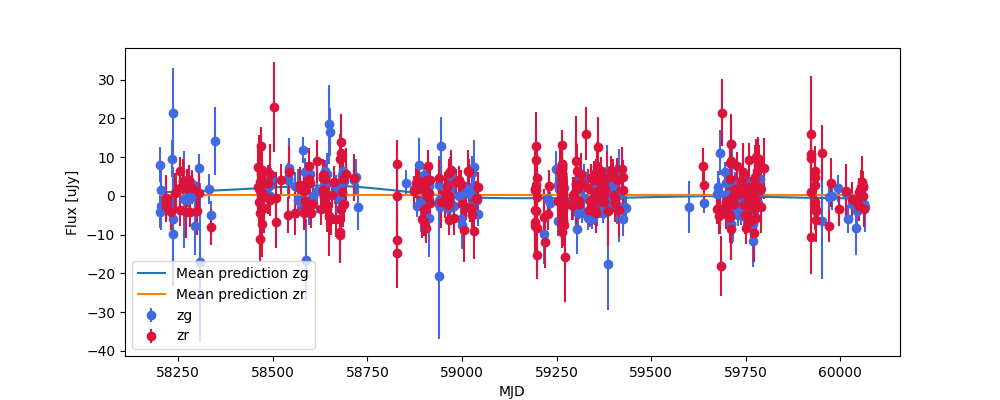 30
20
10
0
−10
−20
−30
−40
Flux [uJy]
58250 58500 58750 59000 59250 59500 59750 60000
MJD
Mean prediction zg
Mean prediction zr
zg
zr